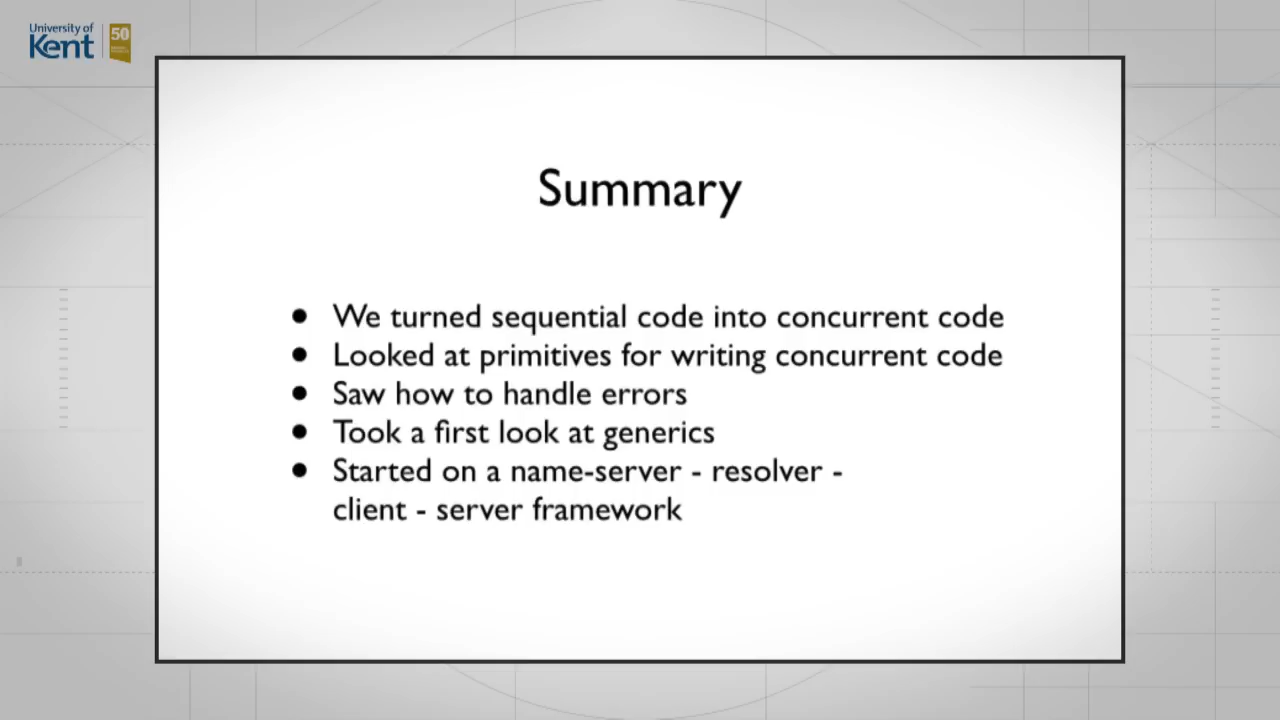 University of
Kent
50
Summary
● We turned sequential code into concurrent code
● Looked at primitives for writing concurrent code
● Saw how to handle errors
● Took a first look at generics
● Started on a name-server - resolver -
client - server framework